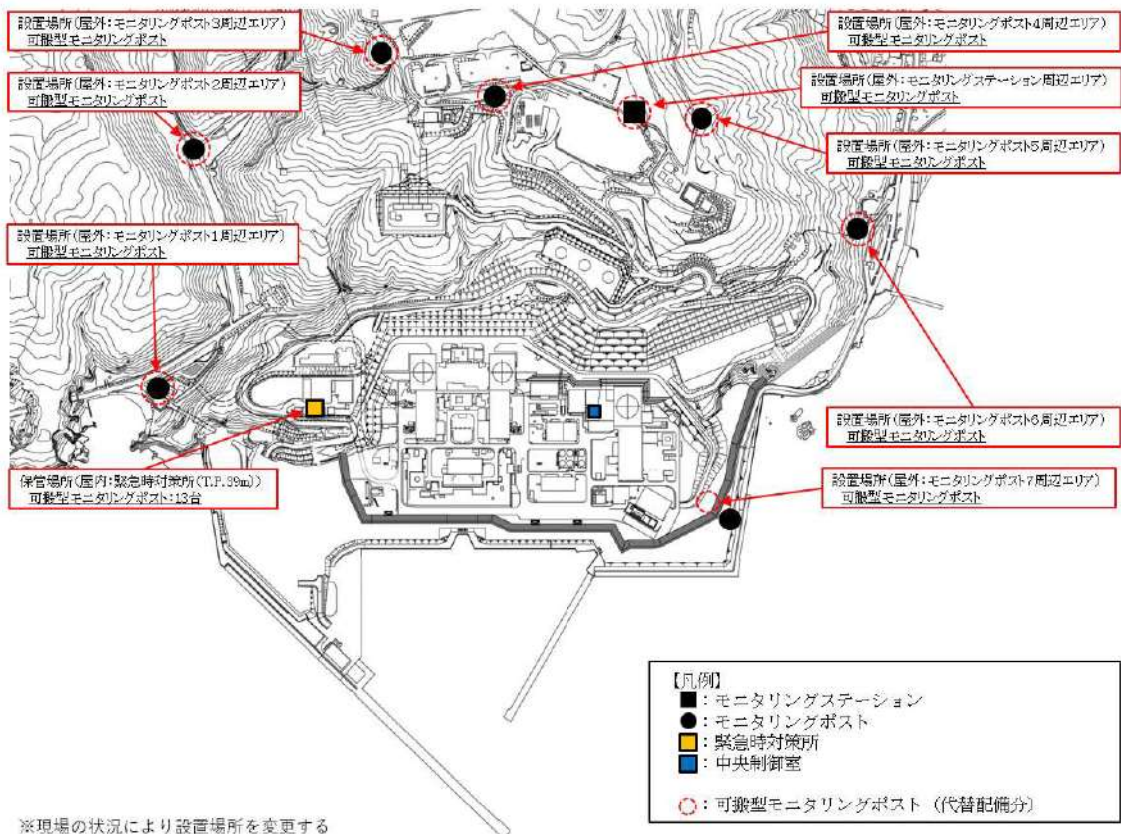 設置場所(屋外:モニタリングポスト3周辺エリア)
可搬型モニタリングポスト
設置場所(屋外:モニタリングポスト2周辺エリア)
可搬型モニタリングポスト
設置場所(屋外:モニタリングポスト1周辺エリア)
可搬型モニタリングポスト
保管場所(屋内:緊急時対策所(T.P.39m))
可搬型モニタリングポスト:13台
設置場所(屋外:モニタリングポスト4周辺エリア)
可搬型モニタリングポスト
設置場所(屋外:モニタリングステーション周辺エリア)
可搬型モニタリングポスト
設置場所(屋外:モニタリングポスト5周辺エリア)
可搬型モニタリングポスト
設置場所(屋外:モニタリングポスト6周辺エリア)
可搬型モニタリングポスト
設置場所(屋外:モニタリングポスト7周辺エリア)
可搬型モニタリングポスト
【凡例】
■:モニタリングステーション
●:モニタリングポスト
:緊急時対策所
:中央制御室
:可搬型モニタリングポスト(代替配備分)
※現場の状況により設置場所を変更する